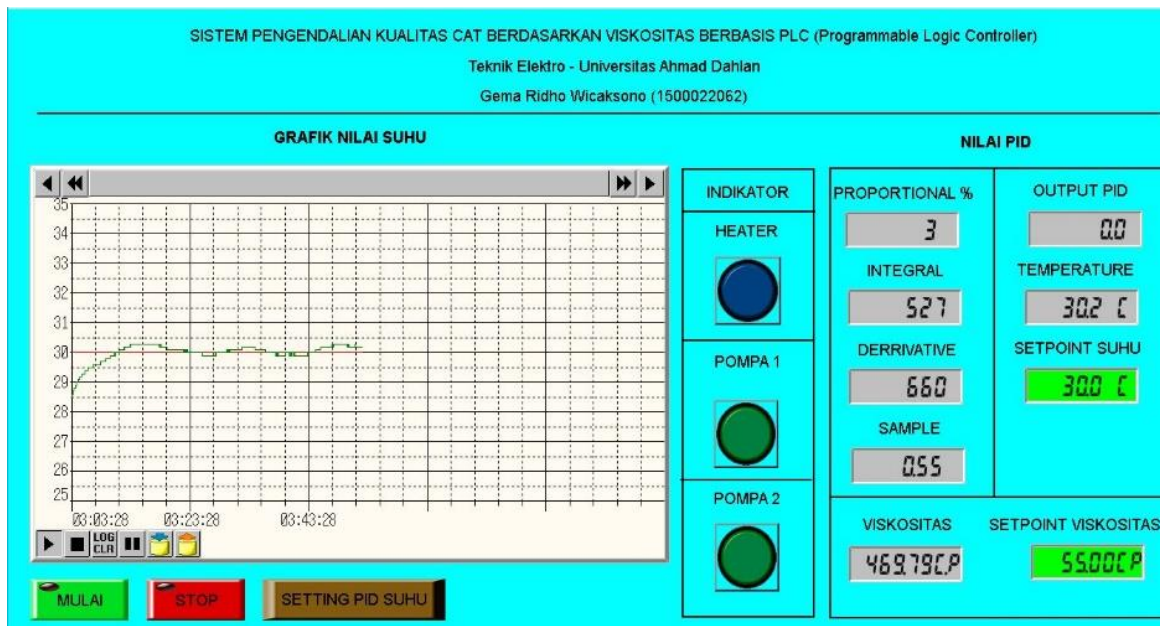 SISTEM PENGENDALIAN KUALITAS CAT BERDASARKAN VISKOSITAS BERBASIS PLC (Programmable Logic Controller)
Teknik Elektro - Universitas Ahmad Dahlan
Gema Ridho Wicaksono (1500022062)
GRAFIK NILAI SUHU
35
34
33
32
31
30
29
28
27
26
25
03:03:28 03:23:28 03:43:28
LOG
CLR
MULAI
STOP
SETTING PID SUHU
INDIKATOR
HEATER
POMPA 1
POMPA 2
NILAI PID
PROPORTIONAL %
3
INTEGRAL
527
DERRIVATIVE
660
SAMPLE
0.55
OUTPUT PID
0.0
TEMPERATURE
30.2 C
SETPOINT SUHU
30.0 C
VISKOSITAS
469.79C.P
SETPOINT VISKOSITAS
55.00C P